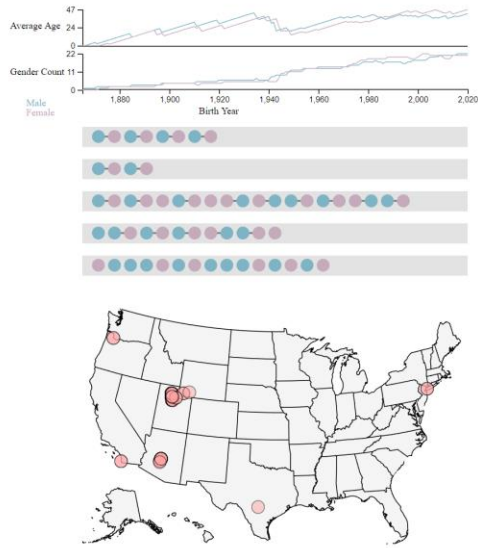 47
Average Age
24
0
22
Gender Count
11
0
1,880
1,900
1,920
1,940
1,960
1,980
2,000
2,020
Male
Birth Year
Female